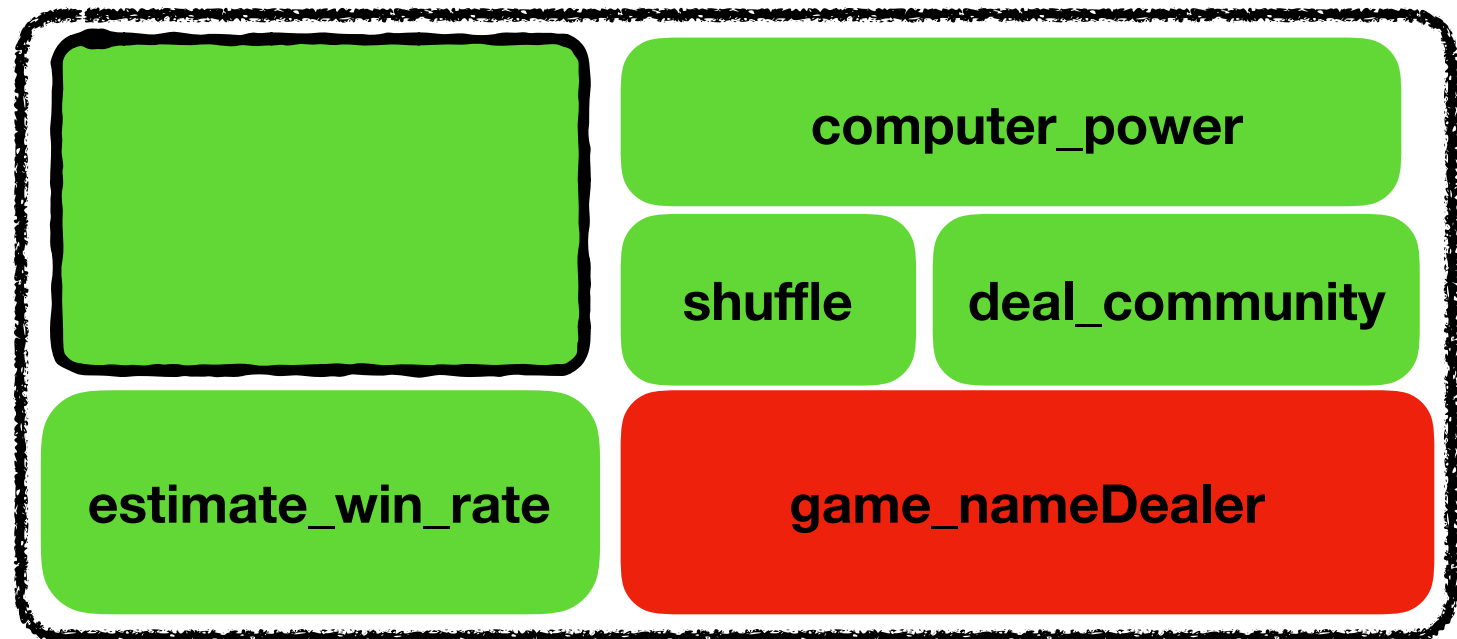 computer_power
shuffle
deal_community
estimate_win_rate
game_nameDealer